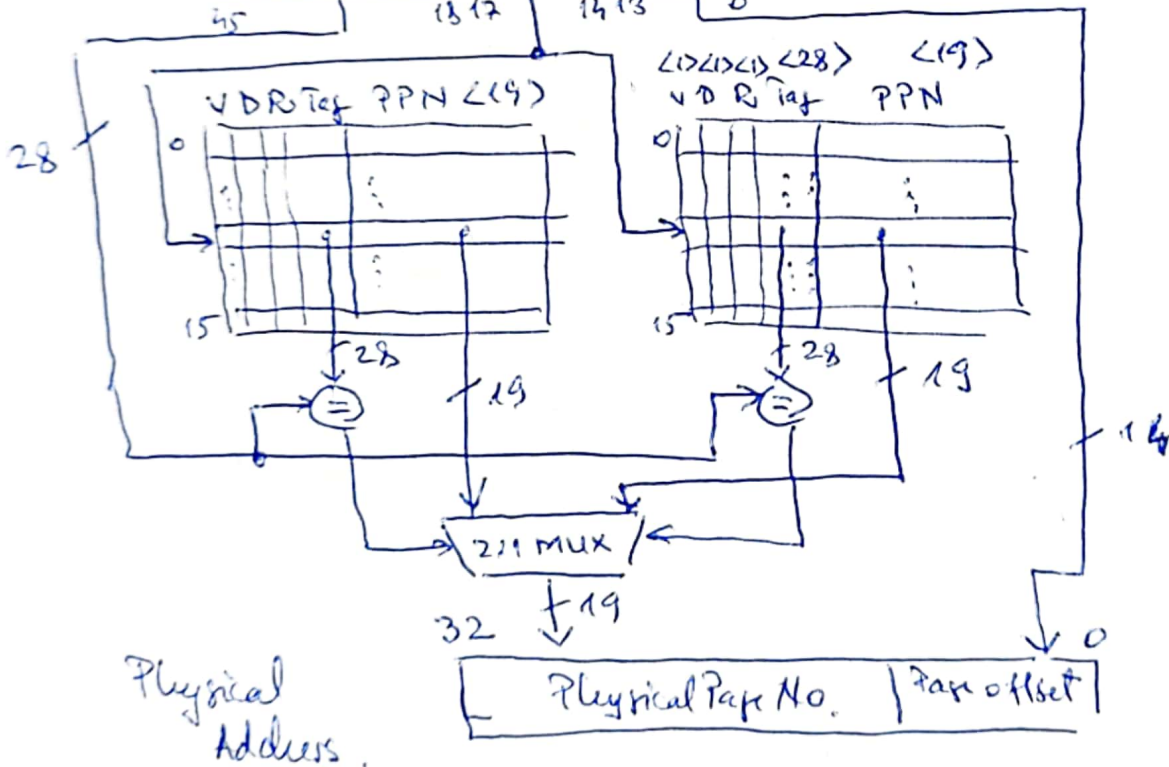 45 18 17 14 13 0
<1><1><1> <28> <19>
V D R Tag PPN <19> V D R Tag PPN
0 0
28
15 15
28 19 28 19
= =
14
2:1 MUX
19
32 0
Physical Page No. Page offset
Physical
Address.